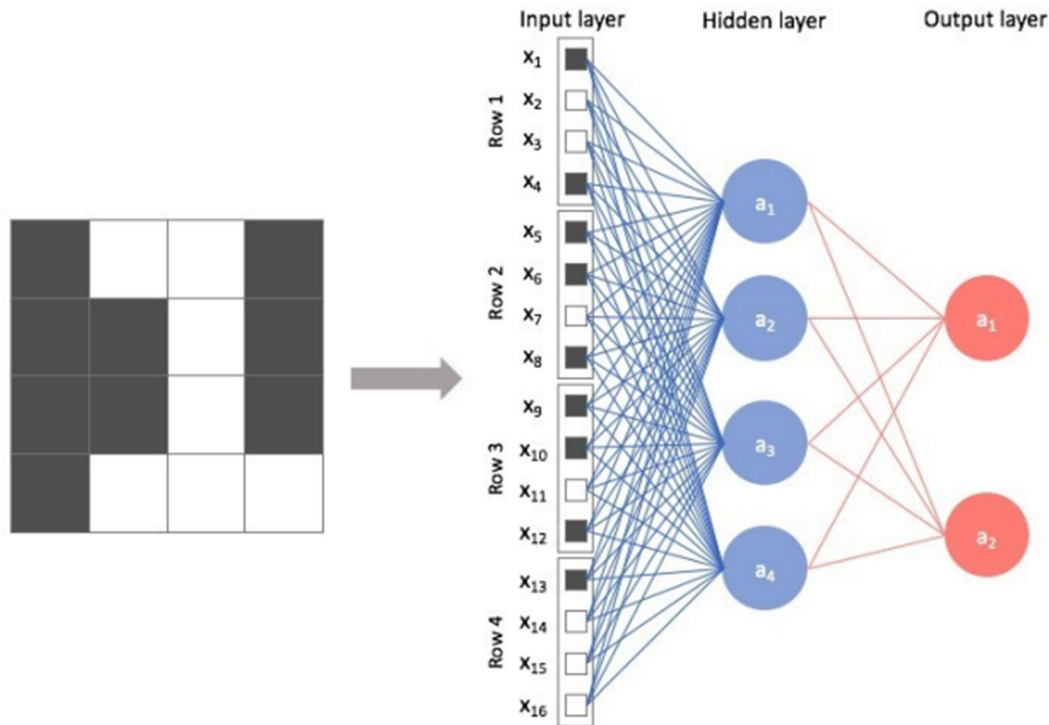 Input layer
Hidden layer
Output layer
Row 1
x₁
x₂
x₃
x₄
Row 2
x₅
x₆
x₇
x₈
Row 3
x₉
x₁₀
x₁₁
x₁₂
Row 4
x₁₃
x₁₄
x₁₅
x₁₆
a₁
a₂
a₃
a₄
a₁
a₂